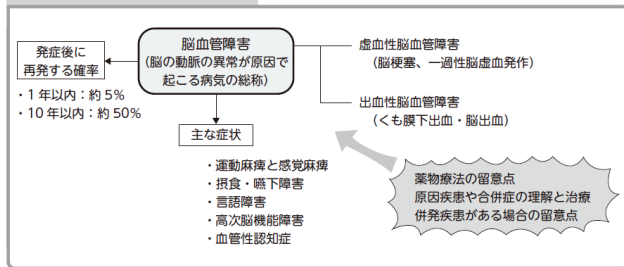 発症後に
再発する確率
・1年以内：約5%
・10年以内：約50%
脳血管障害
（脳の動脈の異常が原因で
起こる病気の総称）
虚血性脳血管障害
（脳梗塞、一過性脳虚血発作）
出血性脳血管障害
（くも膜下出血・脳出血）
主な症状
・運動麻痺と感覚麻痺
・摂食・嚥下障害
・言語障害
・高次脳機能障害
・血管性認知症
薬物療法の留意点
原因疾患や合併症の理解と治療
併発疾患がある場合の留意点